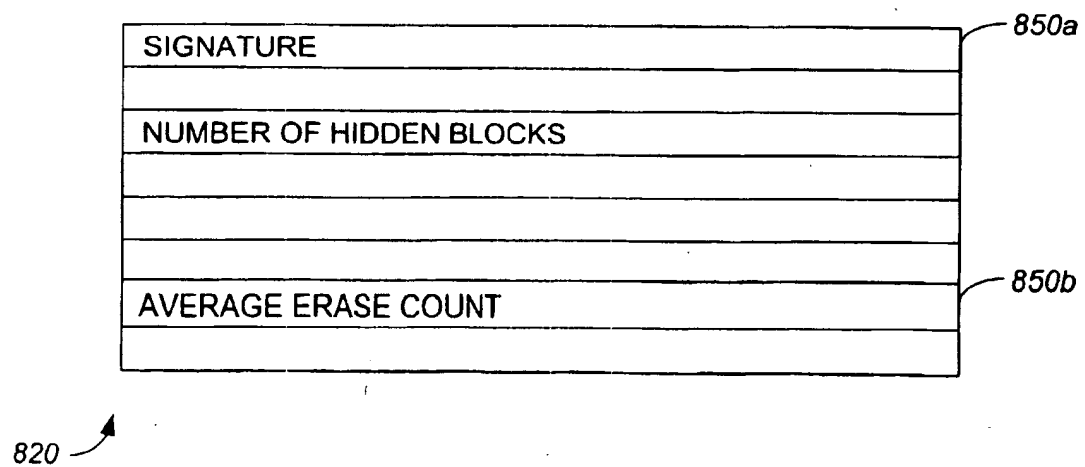 850a
SIGNATURE
NUMBER OF HIDDEN BLOCKS
850b
AVERAGE ERASE COUNT
820